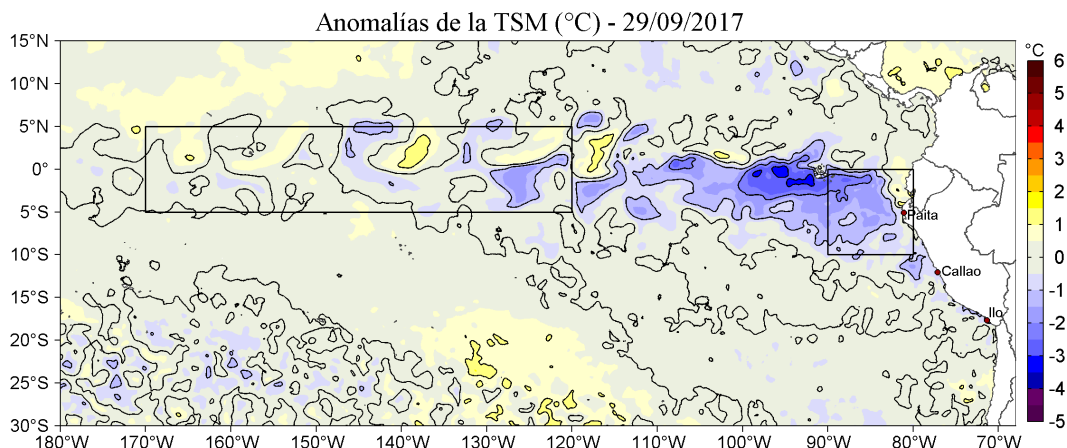 Anomalías de la TSM (°C) - 29/09/2017
15°N
10°N
5°N
0°
5°S
10°S
15°S
20°S
25°S
30°S
180°W
170°W
160°W
150°W
140°W
130°W
120°W
110°W
100°W
90°W
80°W
70°W
Paita
Callao
Ilo
°C
6
5
4
3
2
1
0
-1
-2
-3
-4
-5